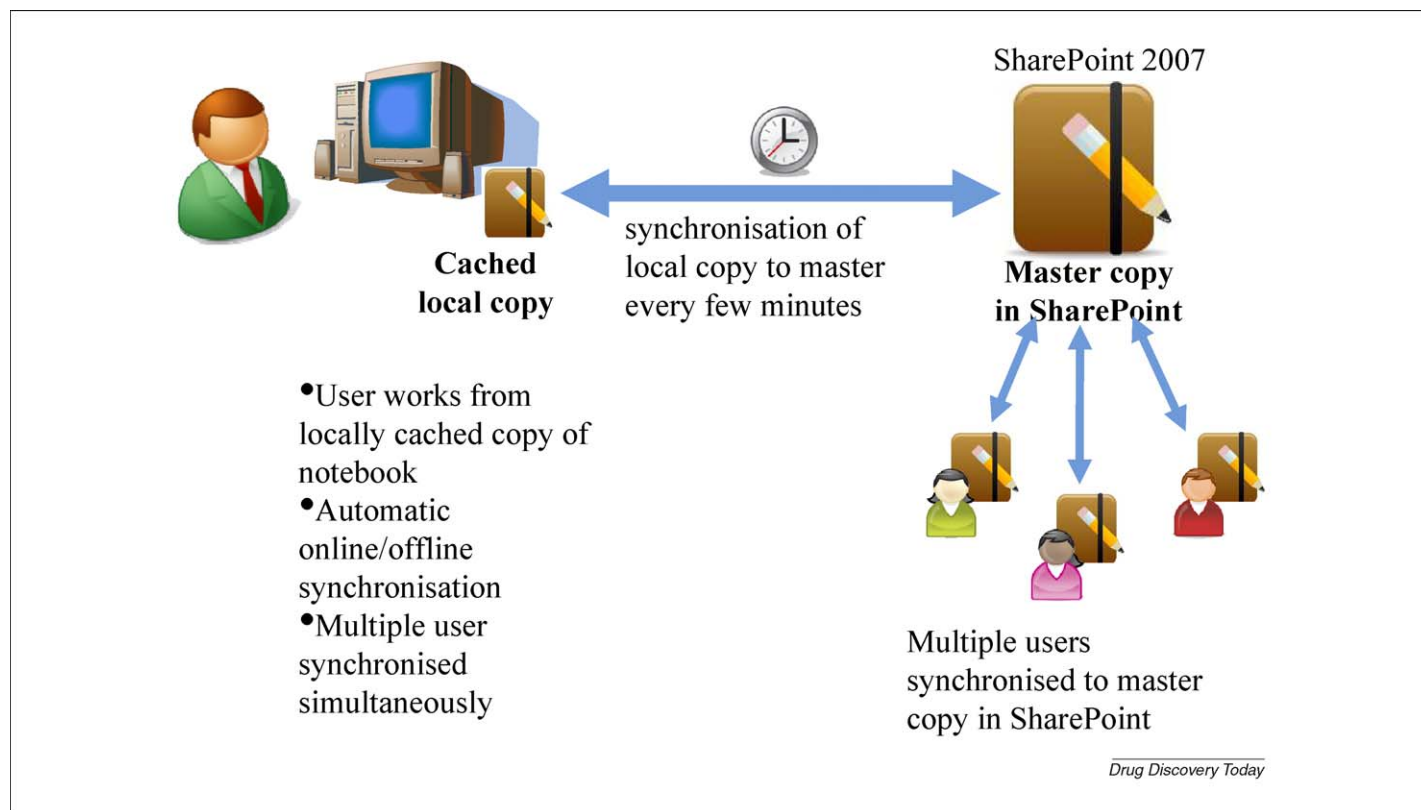 SharePoint 2007
synchronisation of
local copy to master
every few minutes
Cached
local copy
Master copy
in SharePoint
•User works from
locally cached copy of
notebook
•Automatic
online/offline
synchronisation
•Multiple user
synchronised
simultaneously
Multiple users
synchronised to master
copy in SharePoint
Drug Discovery Today